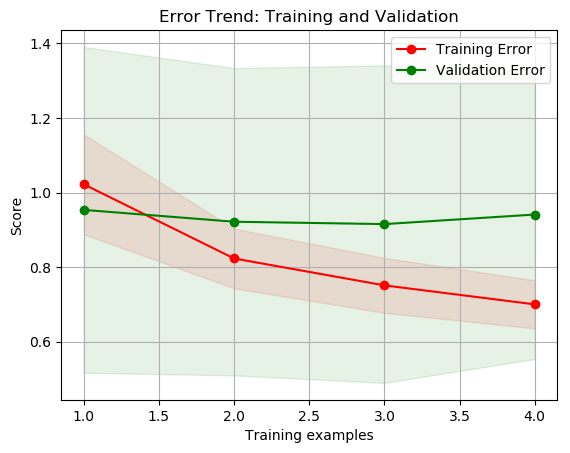 Error Trend: Training and Validation
Training Error
Validation Error
Score
1.4
1.2
1.0
0.8
0.6
1.0 1.5 2.0 2.5 3.0 3.5 4.0
Training examples